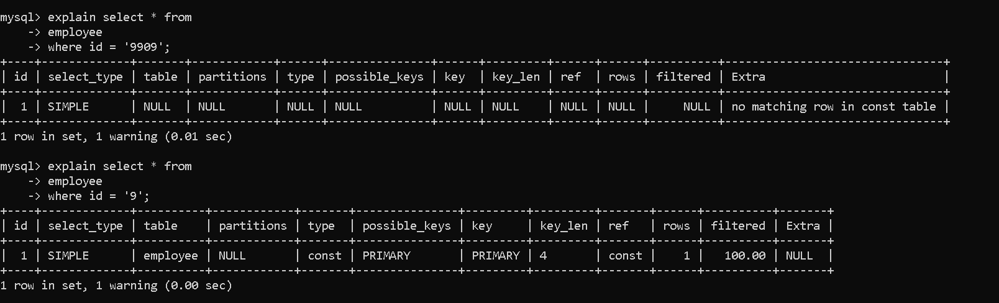 mysql> explain select * from
    -> employee
    -> where id = '9909';
+----+-------------+-------+------------+------+---------------+------+---------+------+------+----------+--------------------------------+
| id | select_type | table | partitions | type | possible_keys | key  | key_len | ref  | rows | filtered | Extra                          |
+----+-------------+-------+------------+------+---------------+------+---------+------+------+----------+--------------------------------+
|  1 | SIMPLE      | NULL  | NULL       | NULL | NULL          | NULL | NULL    | NULL | NULL |     NULL | no matching row in const table |
+----+-------------+-------+------------+------+---------------+------+---------+------+------+----------+--------------------------------+
1 row in set, 1 warning (0.01 sec)
mysql> explain select * from
    -> employee
    -> where id = '9';
+----+-------------+----------+------------+-------+---------------+---------+---------+-------+------+----------+-------+
| id | select_type | table    | partitions | type  | possible_keys | key     | key_len | ref   | rows | filtered | Extra |
+----+-------------+----------+------------+-------+---------------+---------+---------+-------+------+----------+-------+
|  1 | SIMPLE      | employee | NULL       | const | PRIMARY       | PRIMARY | 4       | const |    1 |   100.00 | NULL  |
+----+-------------+----------+------------+-------+---------------+---------+---------+-------+------+----------+-------+
1 row in set, 1 warning (0.00 sec)